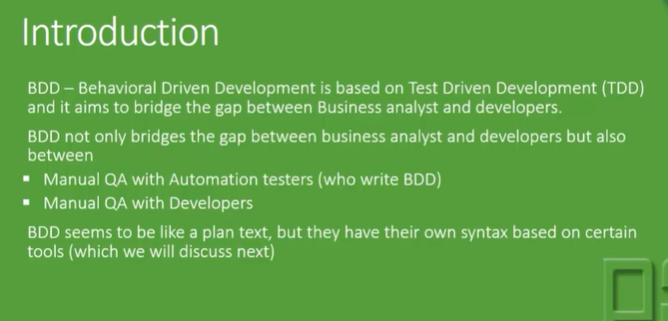 Introduction
BDD – Behavioral Driven Development is based on Test Driven Development (TDD)
and it aims to bridge the gap between Business analyst and developers.
BDD not only bridges the gap between business analyst and developers but also
between
▪ Manual QA with Automation testers (who write BDD)
▪ Manual QA with Developers
BDD seems to be like a plan text, but they have their own syntax based on certain
tools (which we will discuss next)